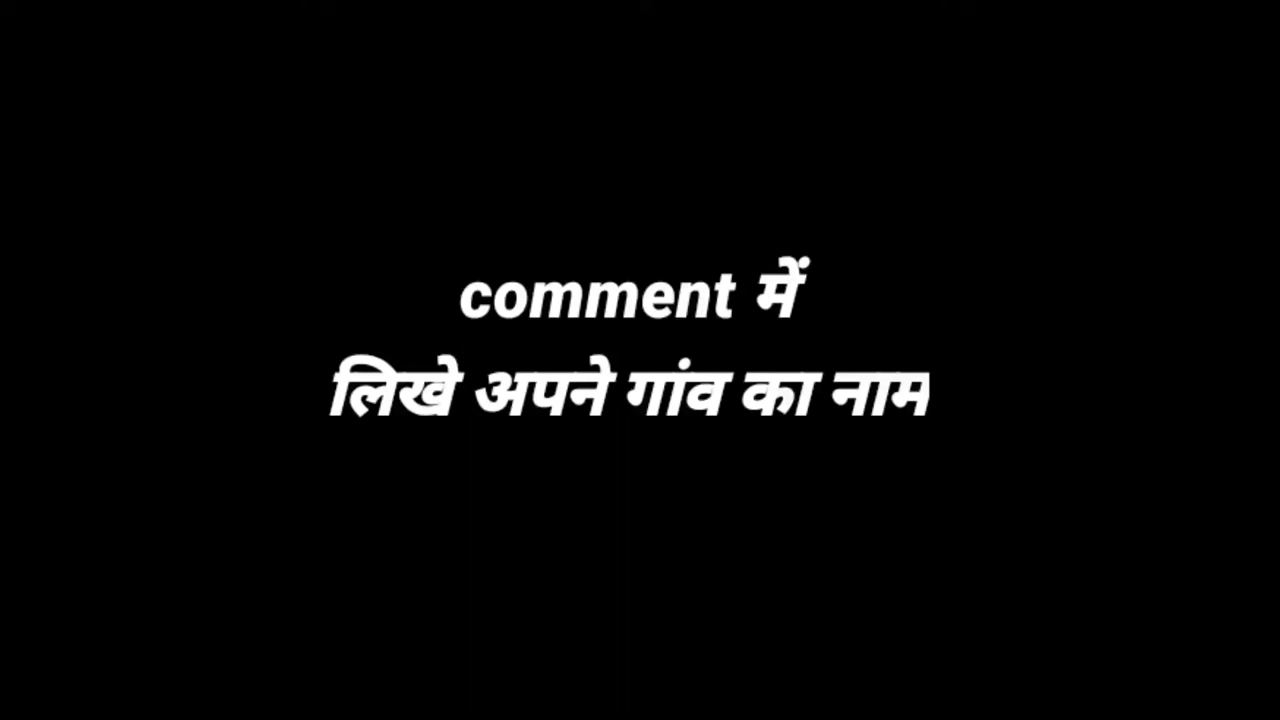 comment में
लिखे अपने गांव का नाम